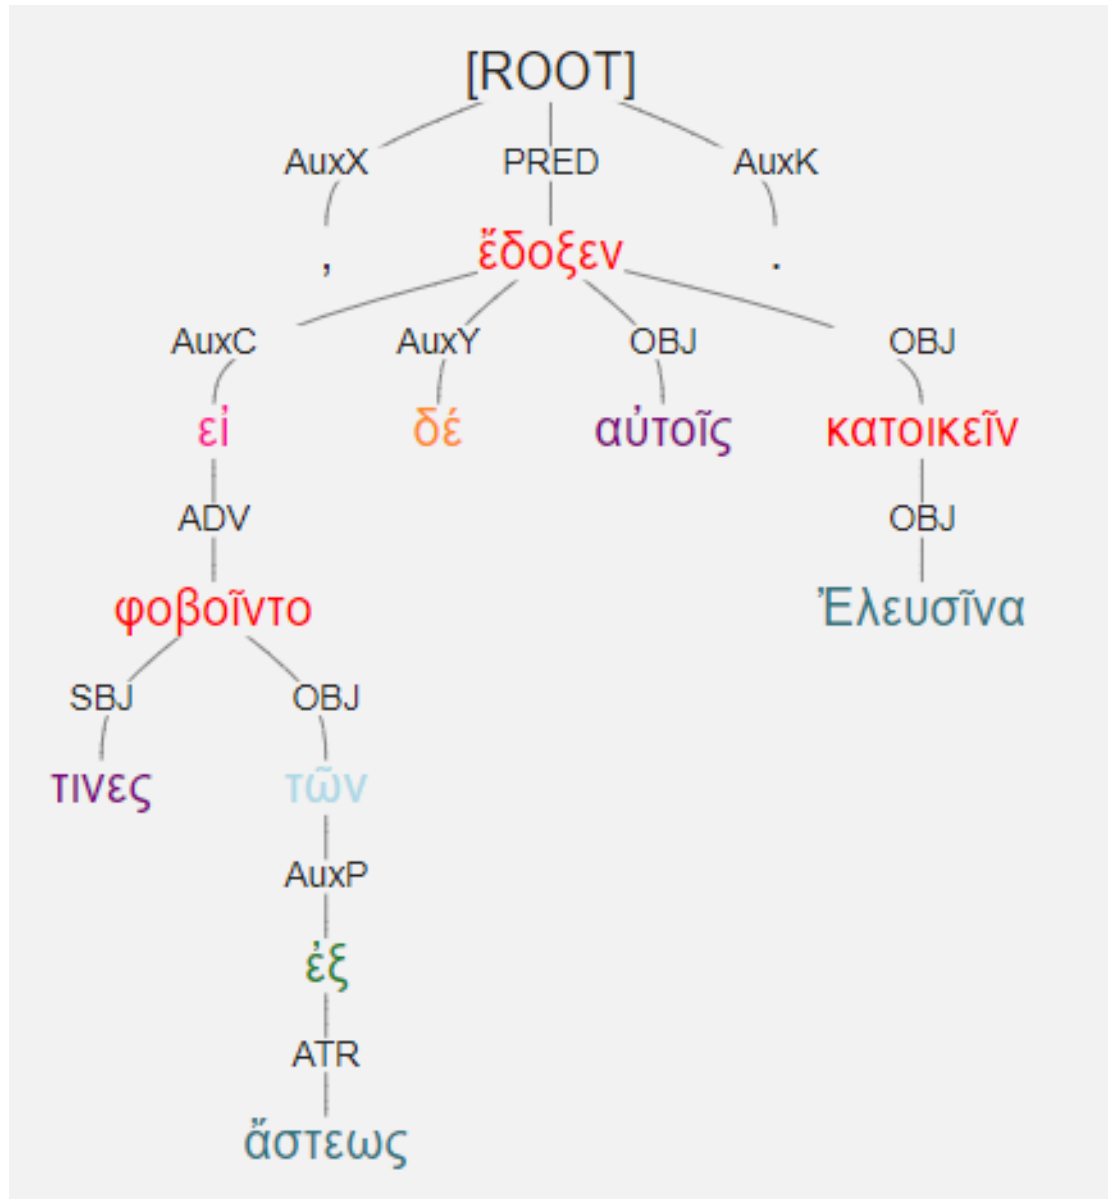 [ROOT]
AuxX PRED AuxK
, ἔδοξεν .
AuxC AuxY OBJ OBJ
εἰ δέ αὐτοῖς κατοικεῖν
ADV OBJ
φοβοῖντο Ἐλευσῖνα
SBJ OBJ
τινες τῶν
AuxP
ἐξ
ATR
ἄστεως